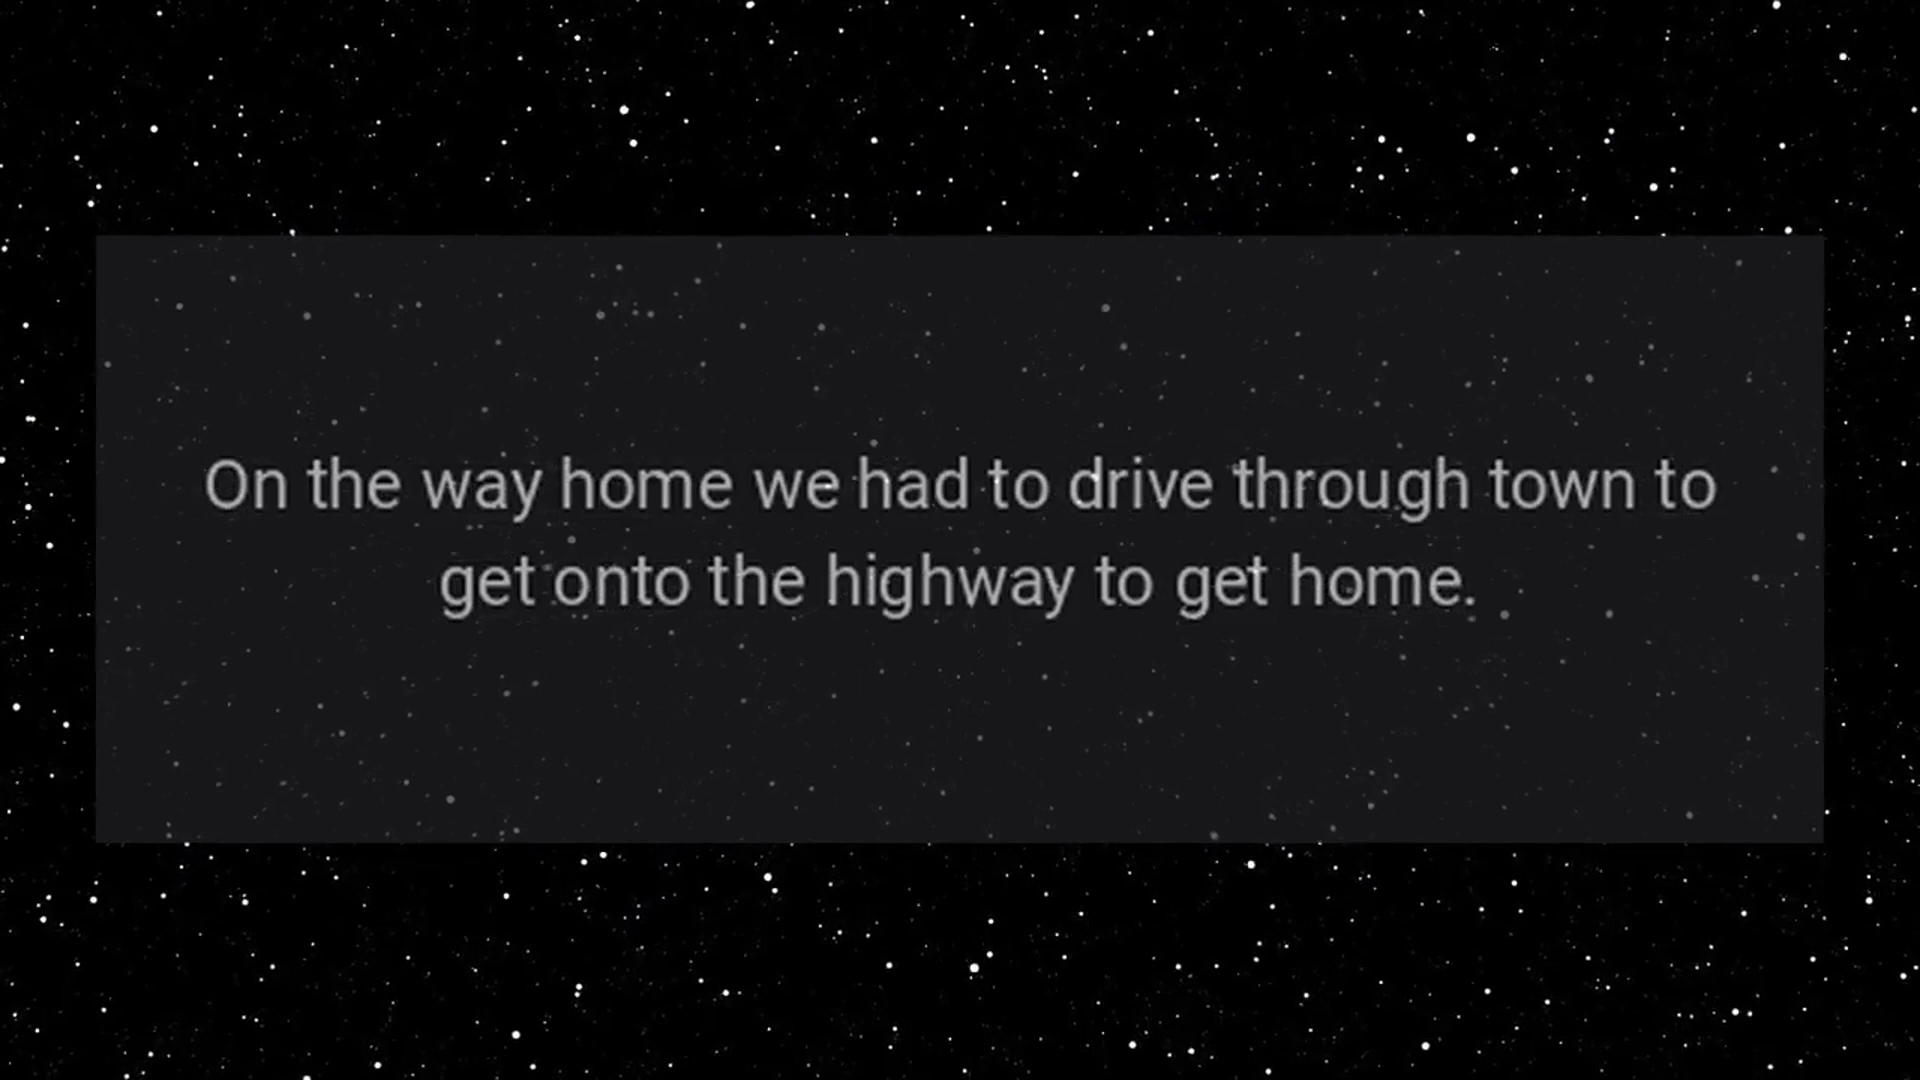 On the way home we had to drive through town to
get onto the highway to get home.